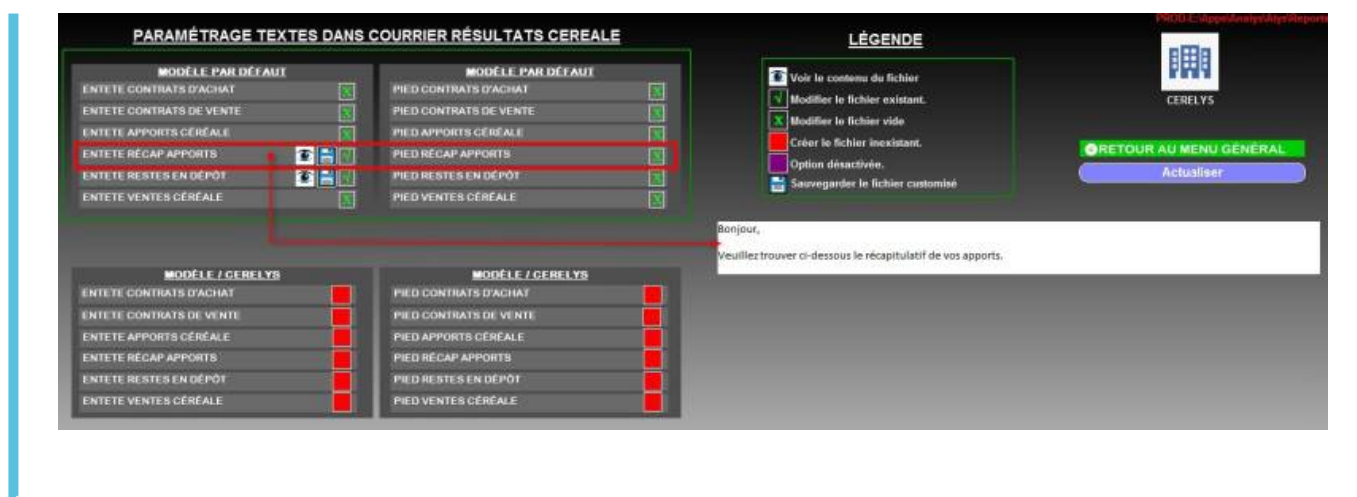 PROD E:\Apps\Analys\Atys\Reports
PARAMÉTRAGE TEXTES DANS COURRIER RÉSULTATS CEREALE
MODÈLE PAR DÉFAUT
ENTETE CONTRATS D'ACHAT
ENTETE CONTRATS DE VENTE
ENTETE APPORTS CÉRÉALE
ENTETE RÉCAP APPORTS
ENTETE RESTES EN DÉPÔT
ENTETE VENTES CÉRÉALE
MODÈLE PAR DÉFAUT
PIED CONTRATS D'ACHAT
PIED CONTRATS DE VENTE
PIED APPORTS CÉRÉALE
PIED RÉCAP APPORTS
PIED RESTES EN DÉPÔT
PIED VENTES CÉRÉALE
MODÈLE / CERELYS
ENTETE CONTRATS D'ACHAT
ENTETE CONTRATS DE VENTE
ENTETE APPORTS CÉRÉALE
ENTETE RÉCAP APPORTS
ENTETE RESTES EN DÉPÔT
ENTETE VENTES CÉRÉALE
MODÈLE / CERELYS
PIED CONTRATS D'ACHAT
PIED CONTRATS DE VENTE
PIED APPORTS CÉRÉALE
PIED RÉCAP APPORTS
PIED RESTES EN DÉPÔT
PIED VENTES CÉRÉALE
LÉGENDE
Voir le contenu du fichier
Modifier le fichier existant.
Modifier le fichier vide
Créer le fichier inexistant.
Option désactivée.
Sauvegarder le fichier customisé
CERELYS
RETOUR AU MENU GÉNÉRAL
Actualiser
Bonjour,
Veuillez trouver ci-dessous le récapitulatif de vos apports.